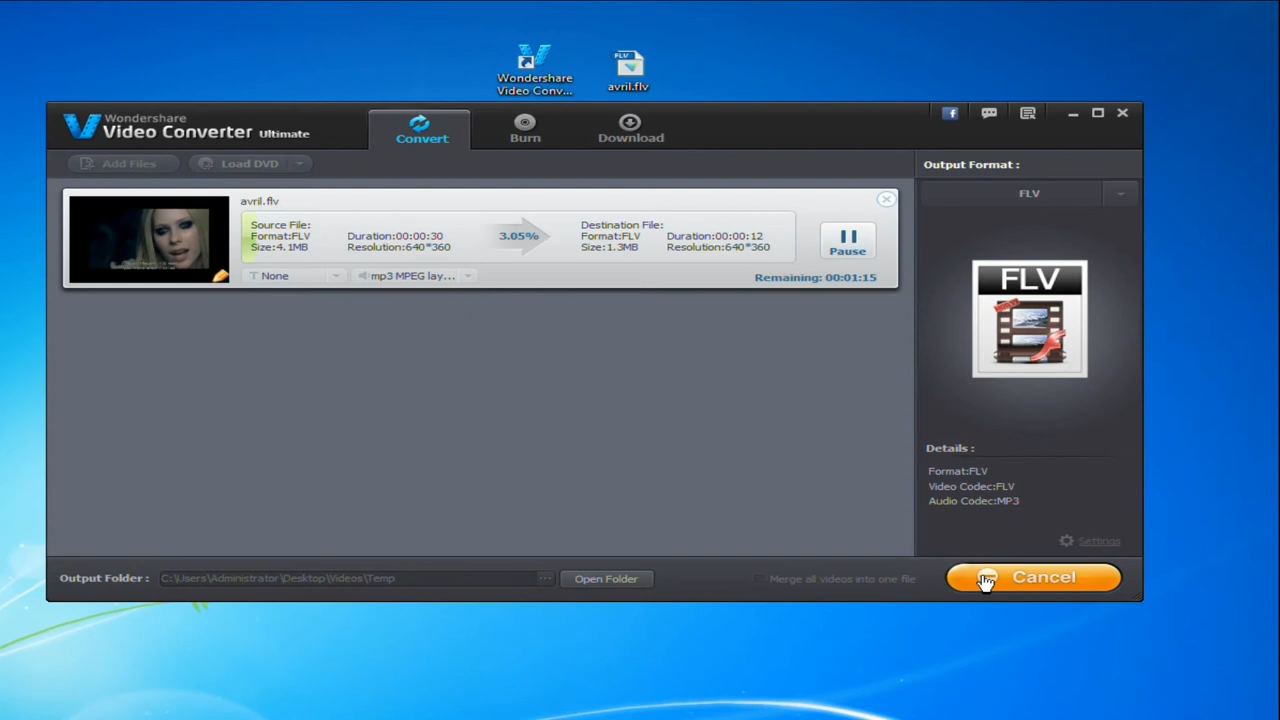 Wondershare
Video Conv...
FLV
avril.flv
Wondershare
Video Converter Ultimate
Convert
Burn
Download
Add Files
Load DVD
Output Format :
FLV
avril.flv
Source File:
Format:FLV
Duration:00:00:30
Size:4.1MB
Resolution:640*360
3.05%
Destination File:
Format:FLV
Duration:00:00:12
Size:1.3MB
Resolution:640*360
Pause
T None
mp3 MPEG lay...
Remaining: 00:01:15
FLV
Details :
Format:FLV
Video Codec:FLV
Audio Codec:MP3
Settings
Output Folder :
C:\Users\Administrator\Desktop\Videos\Temp
...
Open Folder
Merge all videos into one file
Cancel